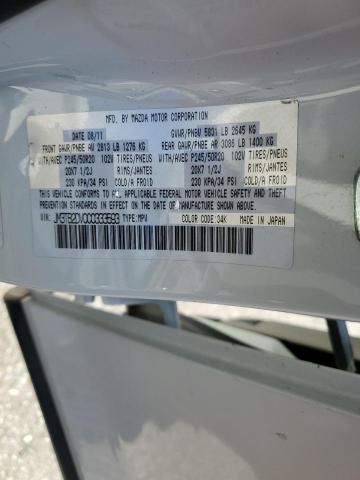 MFD. BY MAZDA MOTOR CORPORATION
DATE 08/11 GVWR/PNBV 5831 LB 2645 KG
FRONT GAWR/PNBE AV 2813 LB 1276 KG REAR GAWR/PNBE AR 3086 LB 1400 KG
WITH/AVEC P245/50R20 102V TIRES/PNEUS WITH/AVEC P245/50R20 102V TIRES/PNEUS
20X7 1/2J RIMS/JANTES 20X7 1/2J RIMS/JANTES
230 KPA/34 PSI COLD/A FROID 230 KPA/34 PSI COLD/A FROID
THIS VEHICLE CONFORMS TO ALL APPLICABLE FEDERAL MOTOR VEHICLE SAFETY AND THEFT
PREVENTION STANDARDS IN EFFECT ON THE DATE OF MANUFACTURE SHOWN ABOVE.
VIN: TYPE:MPV COLOR CODE:34K MADE IN JAPAN